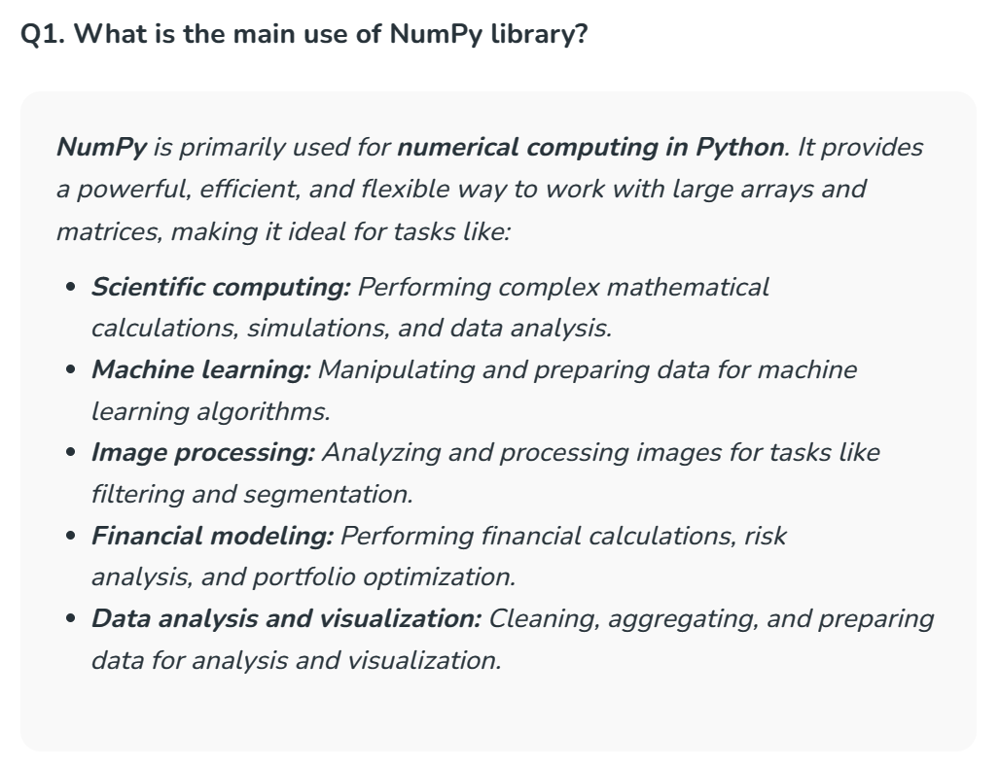 Q1. What is the main use of NumPy library?
NumPy is primarily used for numerical computing in Python. It provides
a powerful, efficient, and flexible way to work with large arrays and
matrices, making it ideal for tasks like:
• Scientific computing: Performing complex mathematical
calculations, simulations, and data analysis.
• Machine learning: Manipulating and preparing data for machine
learning algorithms.
• Image processing: Analyzing and processing images for tasks like
filtering and segmentation.
• Financial modeling: Performing financial calculations, risk
analysis, and portfolio optimization.
• Data analysis and visualization: Cleaning, aggregating, and preparing
data for analysis and visualization.